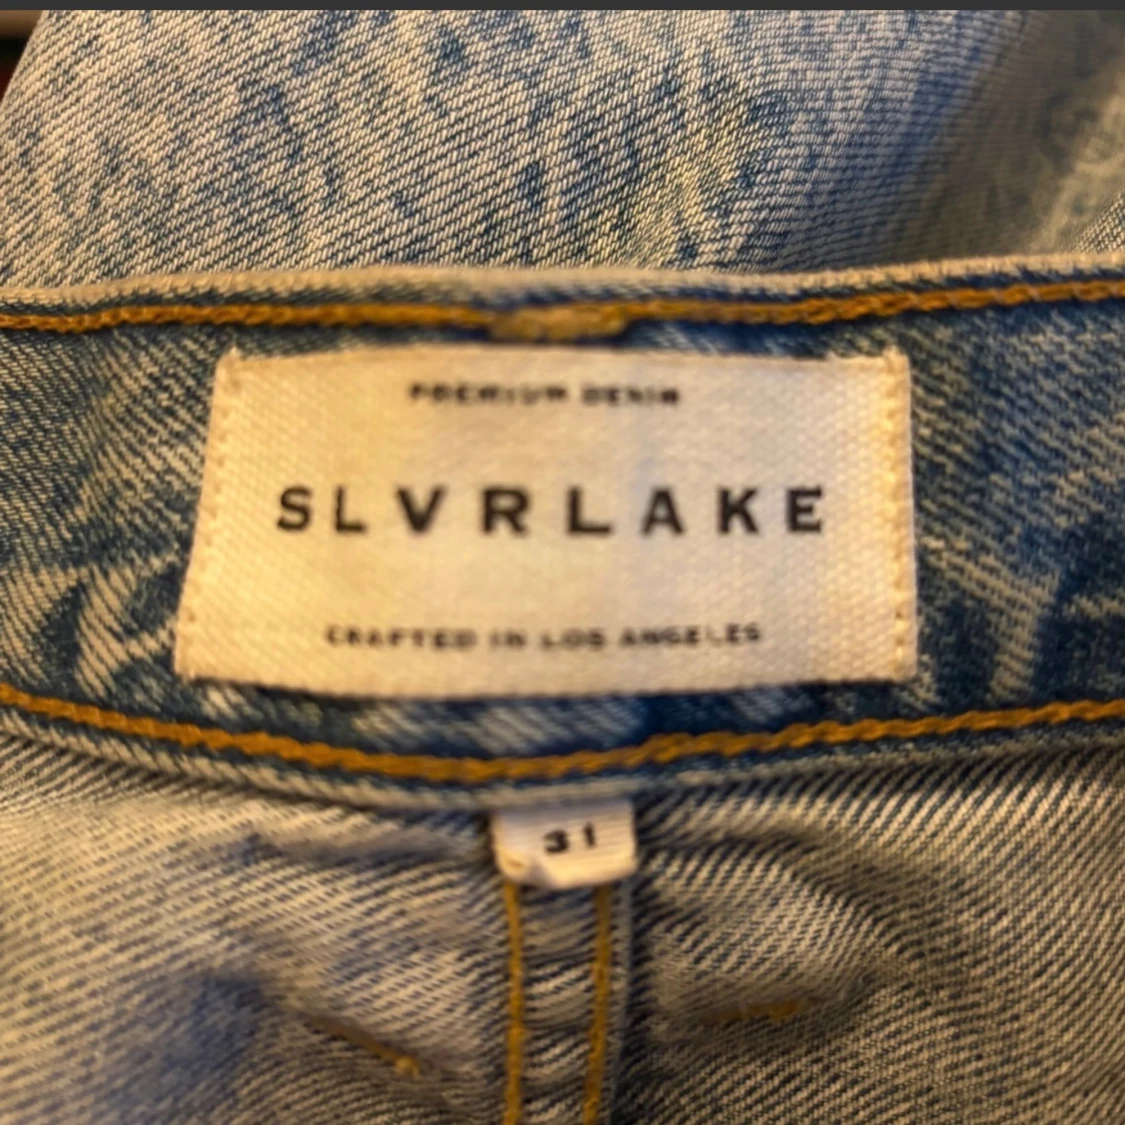 PREMIUM DENIM
SLVRLAKE
CRAFTED IN LOS ANGELES
31